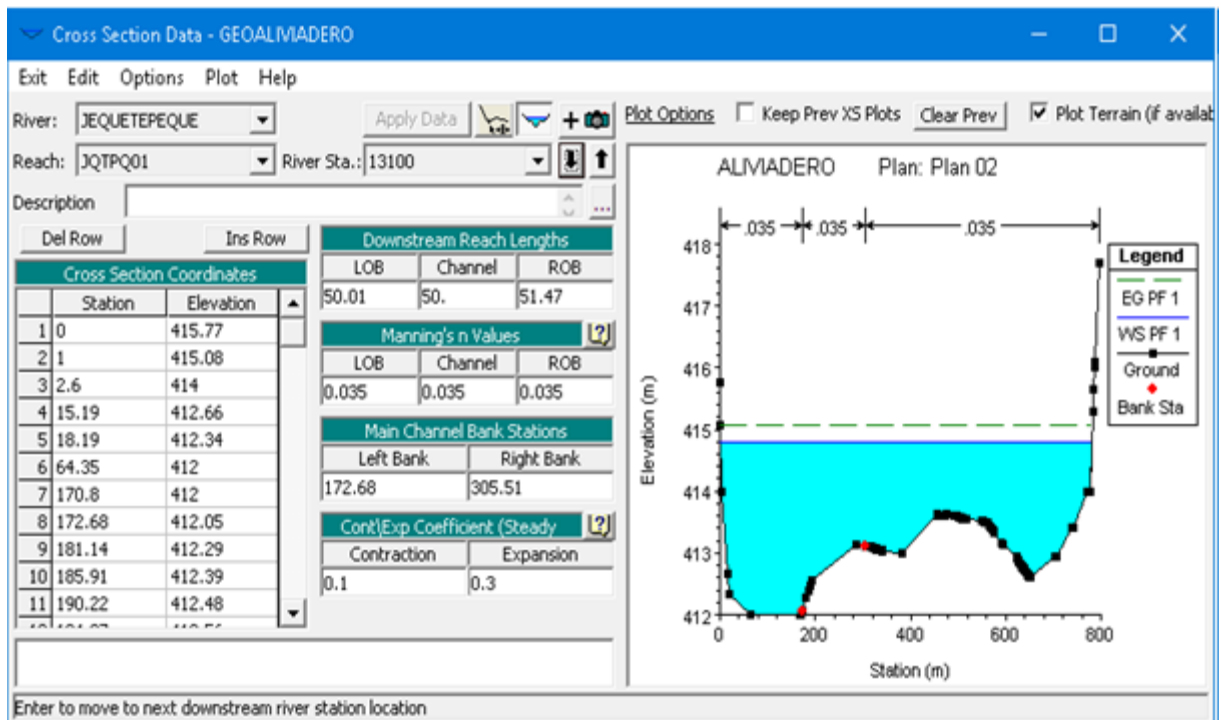 Cross Section Data - GEOALIVIADERO
Exit Edit Options Plot Help
River: JEQUETEPEQUE Apply Data
Reach: JQTPQ01 River Sta.: 13100
Description ...
Del Row Ins Row
Cross Section Coordinates
Station Elevation
1 0 415.77
2 1 415.08
3 2.6 414
4 15.19 412.66
5 18.19 412.34
6 64.35 412
7 170.8 412
8 172.68 412.05
9 181.14 412.29
10 185.91 412.39
11 190.22 412.48
Downstream Reach Lengths
LOB Channel ROB
50.01 50. 51.47
Manning's n Values
LOB Channel ROB
0.035 0.035 0.035
Main Channel Bank Stations
Left Bank Right Bank
172.68 305.51
Cont\Exp Coefficient (Steady
Contraction Expansion
0.1 0.3
Plot Options Keep Prev XS Plots Clear Prev Plot Terrain (if availab
ALIVIADERO Plan: Plan 02
.035 .035 .035
418
417
416
415
414
413
412
0 200 400 600 800
Elevation (m)
Station (m)
Legend
EG PF 1
WS PF 1
Ground
Bank Sta
Enter to move to next downstream river station location